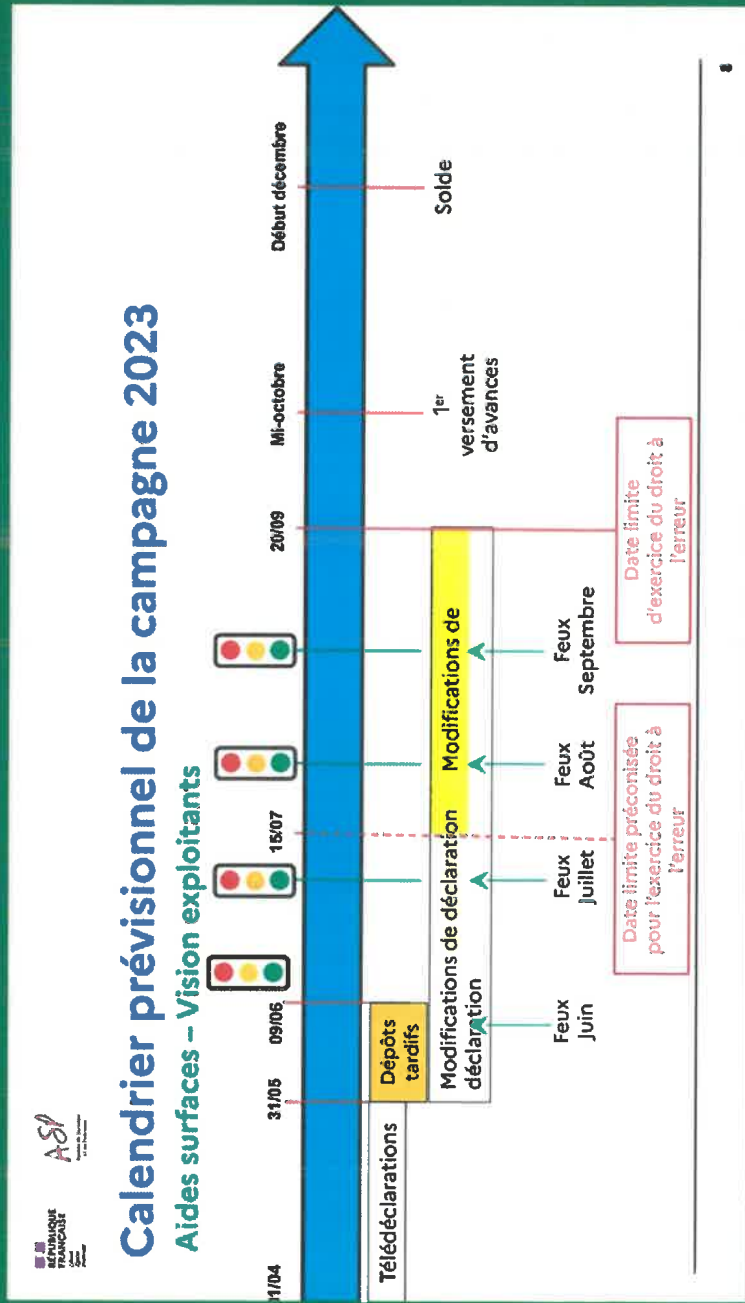 RÉPUBLIQUE
FRANÇAISE
ASP
Calendrier prévisionnel de la campagne 2023
Aides surfaces – Vision exploitants
1/04
31/05
09/06
15/07
20/09
Mi-octobre
Début décembre
Télédéclarations
Dépôts
tardifs
Modifications de déclaration
Modifications de
déclaration
1er
versement
d'avances
Solde
Feux
Juin
Feux
Juillet
Feux
Août
Feux
Septembre
Date limite préconisée
pour l'exercice du droit à
l'erreur
Date limite
d'exercice du droit à
l'erreur
8